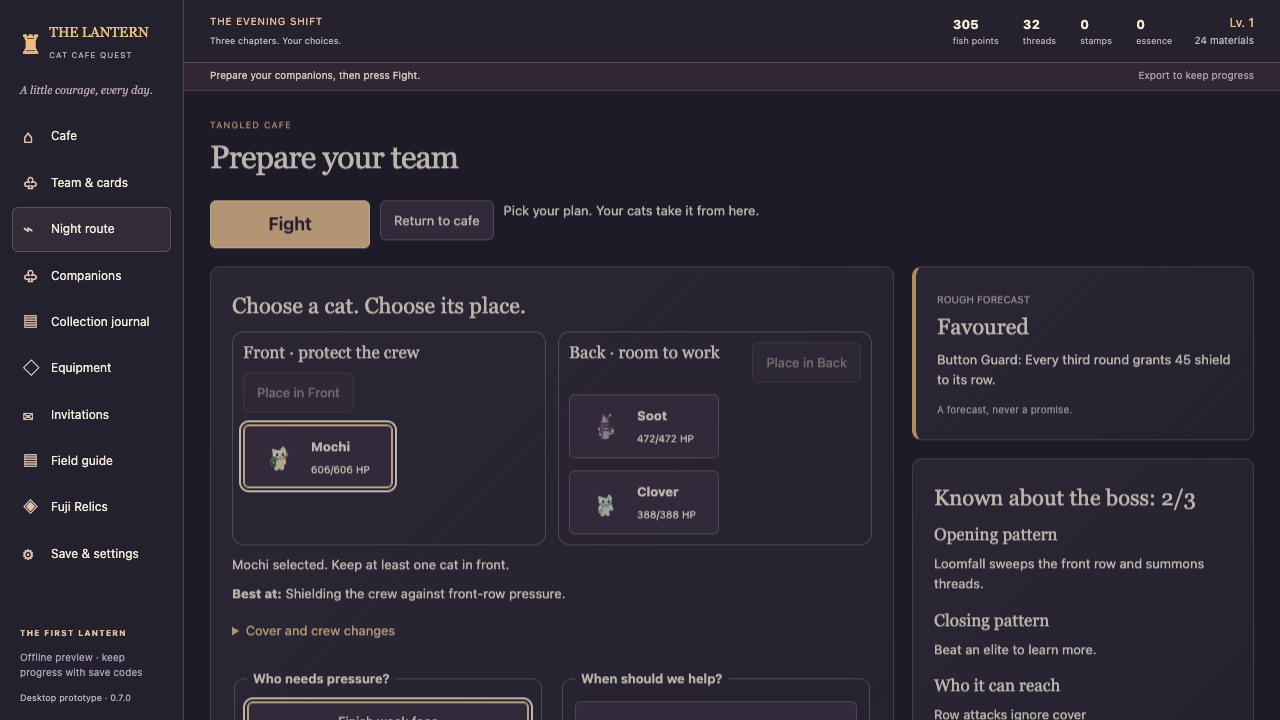 THE LANTERN
CAT CAFE QUEST
A little courage, every day.
Cafe
Team & cards
Night route
Companions
Collection journal
Equipment
Invitations
Field guide
Fuji Relics
Save & settings
THE FIRST LANTERN
Offline preview · keep
progress with save codes
Desktop prototype · 0.7.0
THE EVENING SHIFT
Three chapters. Your choices.
305
fish points
32
threads
0
stamps
0
essence
Lv. 1
24 materials
Prepare your companions, then press Fight.
Export to keep progress
TANGLED CAFE
Prepare your team
Fight
Return to cafe
Pick your plan. Your cats take it from here.
Choose a cat. Choose its place.
Front · protect the crew
Place in Front
Mochi
606/606 HP
Back · room to work
Place in Back
Soot
472/472 HP
Clover
388/388 HP
Mochi selected. Keep at least one cat in front.
Best at: Shielding the crew against front-row pressure.
Cover and crew changes
Who needs pressure?
Finish weak foes
When should we help?
ROUGH FORECAST
Favoured
Button Guard: Every third round grants 45 shield
to its row.
A forecast, never a promise.
Known about the boss: 2/3
Opening pattern
Loomfall sweeps the front row and summons
threads.
Closing pattern
Beat an elite to learn more.
Who it can reach
Row attacks ignore cover